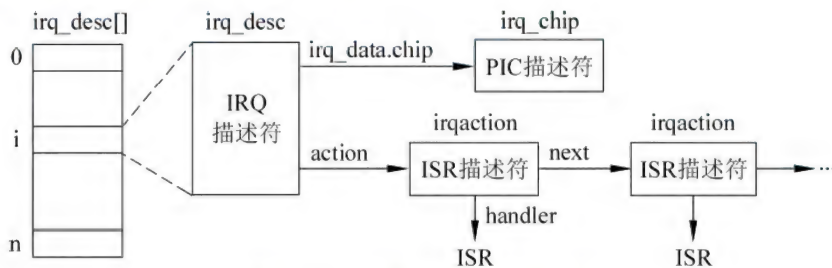 irq_desc[]
irq_desc
irq_chip
0
irq_data.chip
PIC描述符
IRQ
描述符
i
irqaction
irqaction
action
ISR描述符
next
ISR描述符
...
handler
n
ISR
ISR